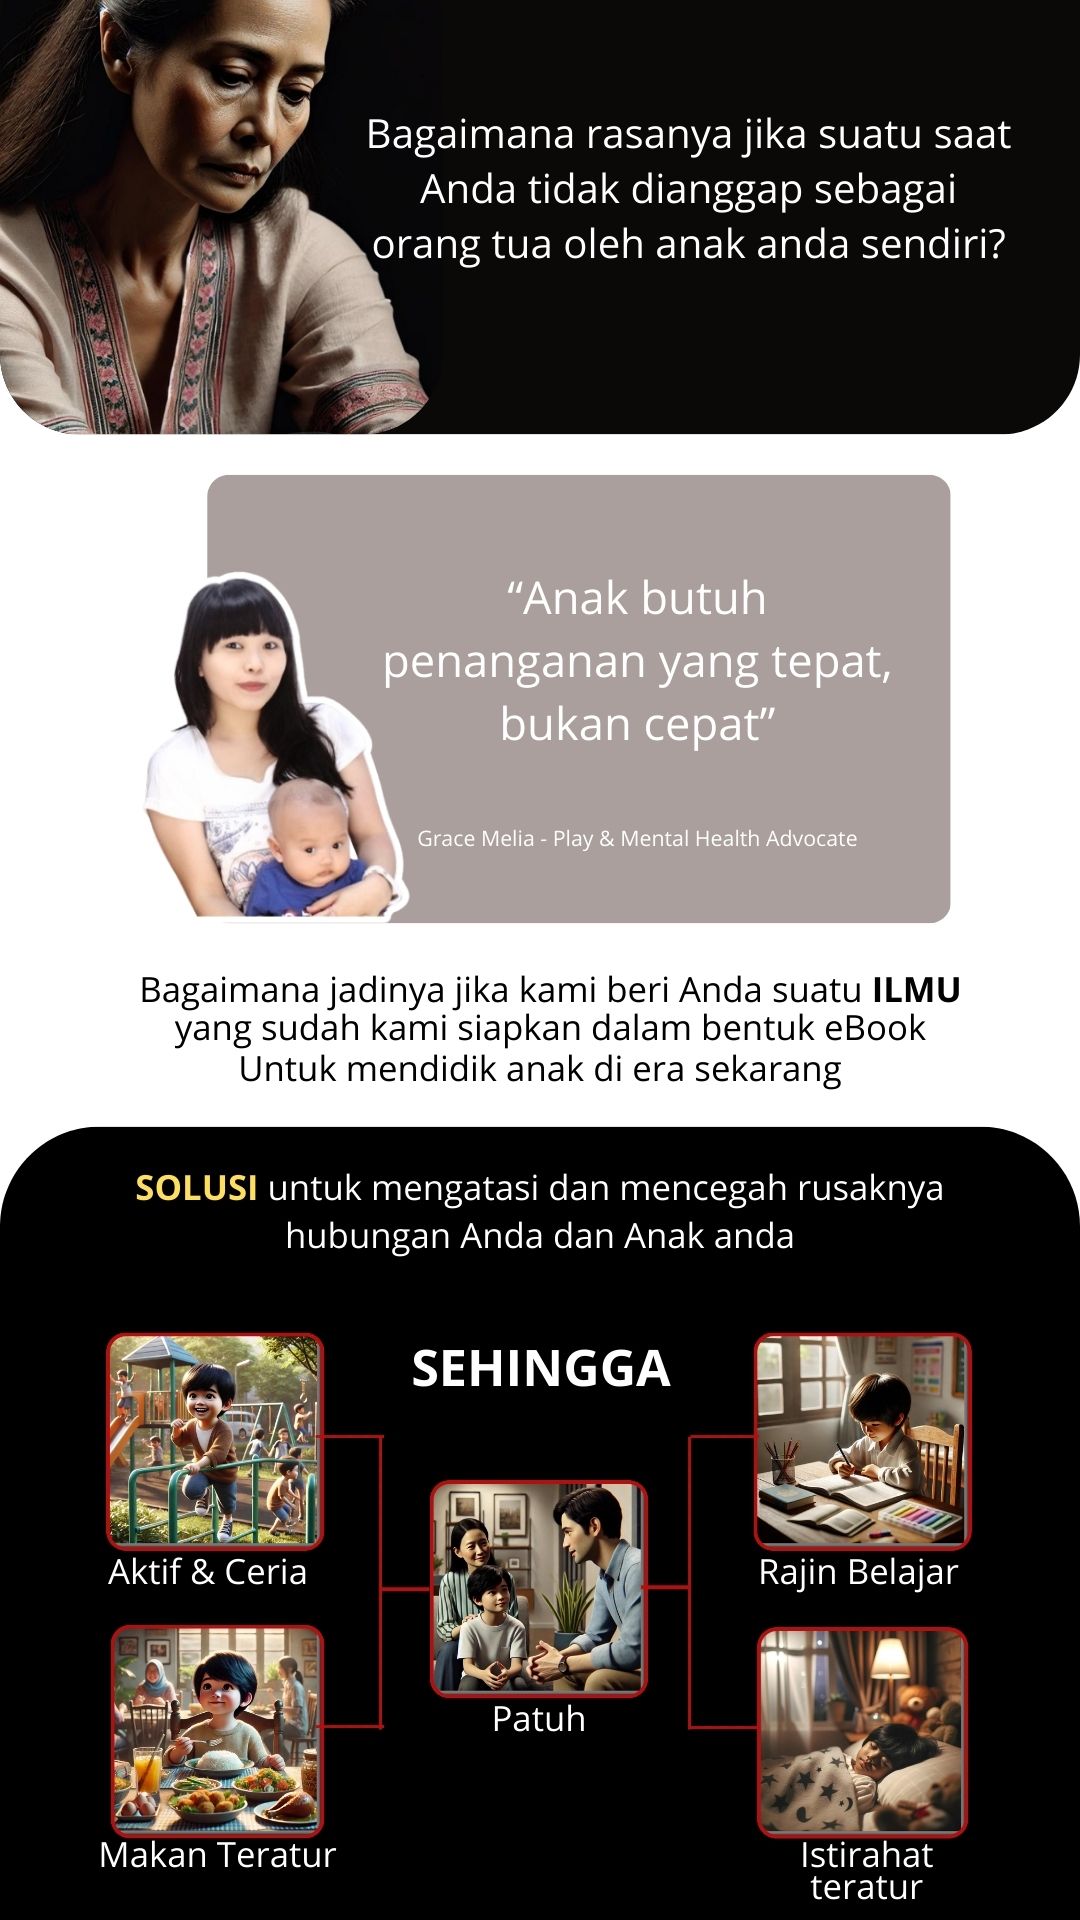 Bagaimana rasanya jika suatu saat
Anda tidak dianggap sebagai
orang tua oleh anak anda sendiri?
“Anak butuh
penanganan yang tepat,
bukan cepat”
Grace Melia - Play & Mental Health Advocate
Bagaimana jadinya jika kami beri Anda suatu ILMU
yang sudah kami siapkan dalam bentuk eBook
Untuk mendidik anak di era sekarang
SOLUSI untuk mengatasi dan mencegah rusaknya
hubungan Anda dan Anak anda
SEHINGGA
Aktif & Ceria
Rajin Belajar
Patuh
Makan Teratur
Istirahat
teratur